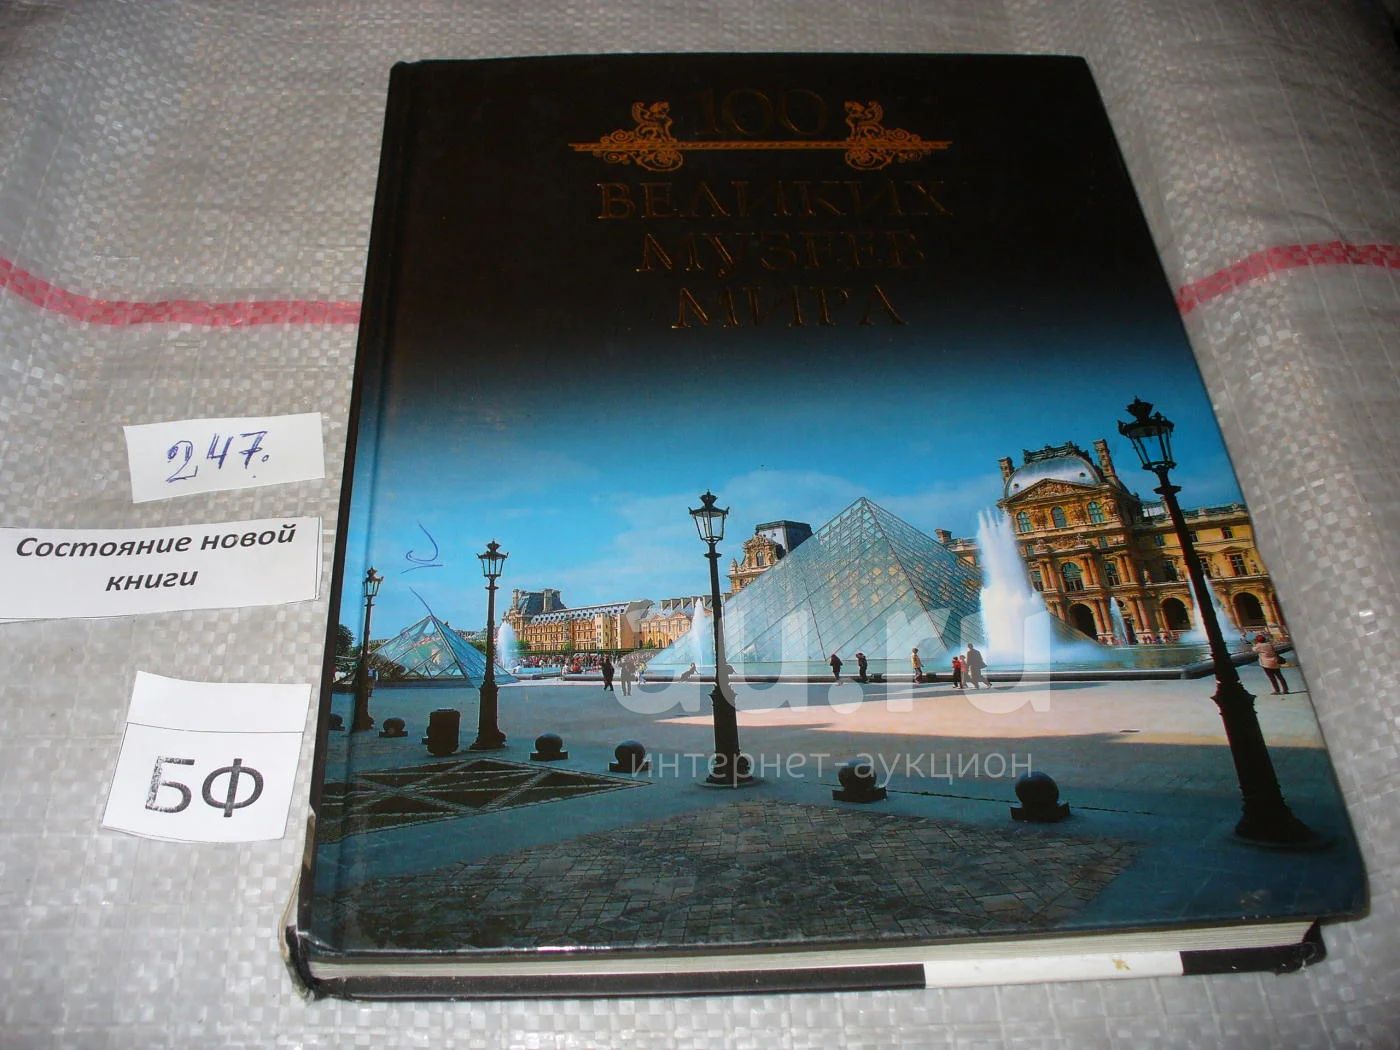 100
ВЕЛИКИХ
МУЗЕЕВ
МИРА
247.
Состояние новой
книги
БФ
au.ru
интернет-аукцион